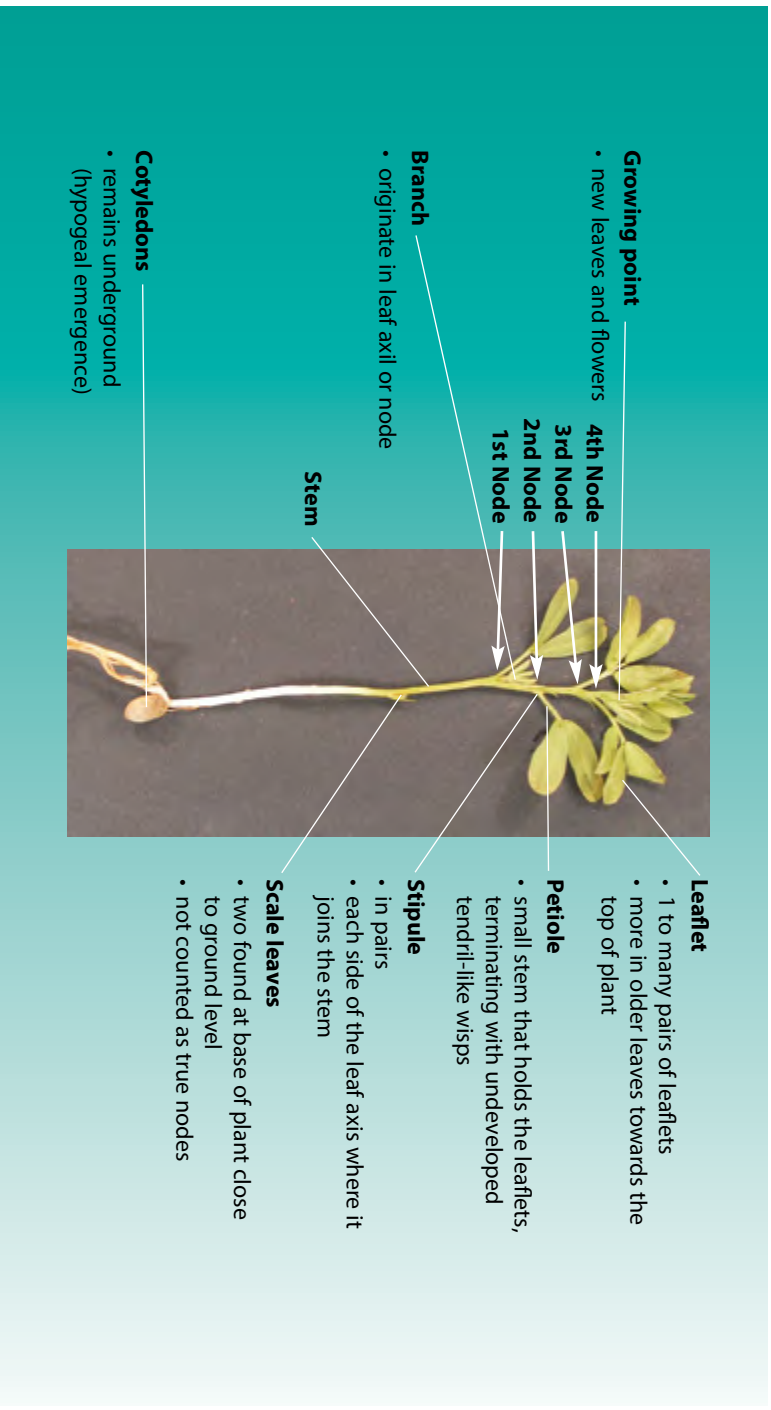 Growing point
• new leaves and flowers
4th Node
3rd Node
2nd Node
1st Node
Branch
• originate in leaf axil or node
Stem
Cotyledons
• remains underground
(hypogeal emergence)
Leaflet
• 1 to many pairs of leaflets
• more in older leaves towards the
top of plant
Petiole
• small stem that holds the leaflets,
terminating with undeveloped
tendril-like wisps
Stipule
• in pairs
• each side of the leaf axis where it
joins the stem
Scale leaves
• two found at base of plant close
to ground level
• not counted as true nodes